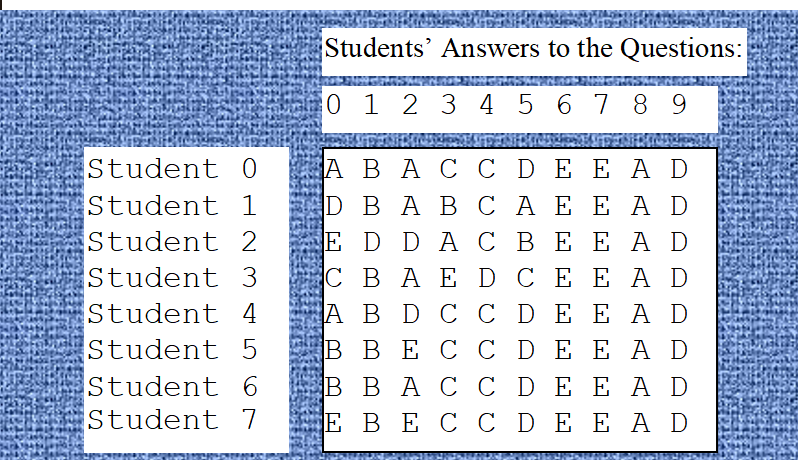 Students’ Answers to the Questions:
0 1 2 3 4 5 6 7 8 9
Student 0 A B A C C D E E A D
Student 1 D B A B C A E E A D
Student 2 E D D A C B E E A D
Student 3 C B A E D C E E A D
Student 4 A B D C C D E E A D
Student 5 B B E C C D E E A D
Student 6 B B A C C D E E A D
Student 7 E B E C C D E E A D